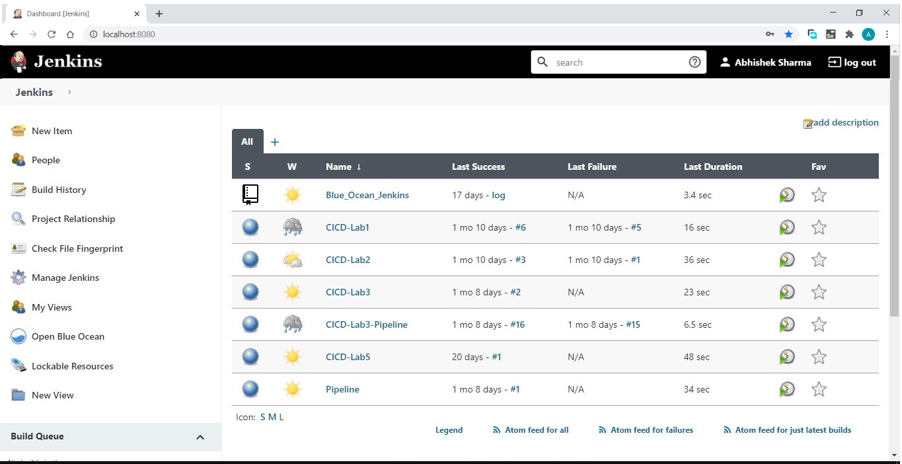 Dashboard [Jenkins]
localhost:8080
A
Jenkins
search
Abhishek Sharma
log out
Jenkins
add description
New Item
People
Build History
Project Relationship
Check File Fingerprint
Manage Jenkins
My Views
Open Blue Ocean
Lockable Resources
New View
Build Queue
All +
S W Name ↓ Last Success Last Failure Last Duration Fav
Blue_Ocean_Jenkins 17 days - log N/A 3.4 sec
CICD-Lab1 1 mo 10 days - #6 1 mo 10 days - #5 16 sec
CICD-Lab2 1 mo 10 days - #3 1 mo 10 days - #1 36 sec
CICD-Lab3 1 mo 8 days - #2 N/A 23 sec
CICD-Lab3-Pipeline 1 mo 8 days - #16 1 mo 8 days - #15 6.5 sec
CICD-Lab5 20 days - #1 N/A 48 sec
Pipeline 1 mo 8 days - #1 N/A 34 sec
Icon: S M L
Legend Atom feed for all Atom feed for failures Atom feed for just latest builds